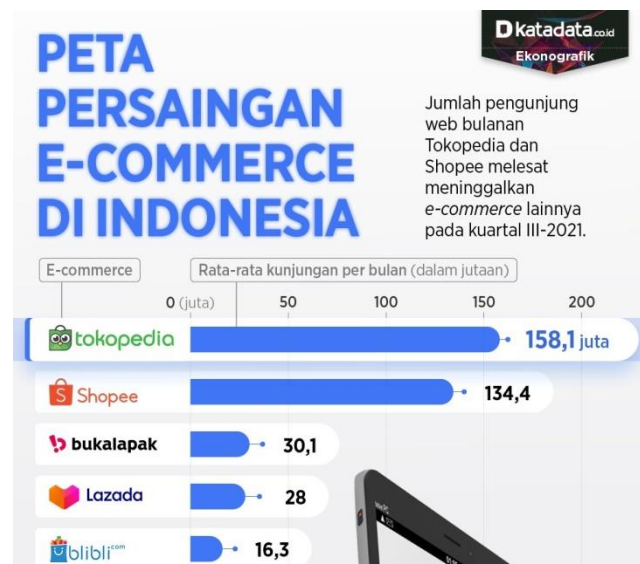 PETA
PERSAINGAN
E-COMMERCE
DI INDONESIA
D katadata.co.id
Ekonografik
Jumlah pengunjung
web bulanan
Tokopedia dan
Shopee melesat
meninggalkan
e-commerce lainnya
pada kuartal III-2021.
E-commerce
Rata-rata kunjungan per bulan (dalam jutaan)
0 (juta) 50 100 150 200
tokopedia 158,1 juta
Shopee 134,4
bukalapak 30,1
Lazada 28
blibli.com 16,3